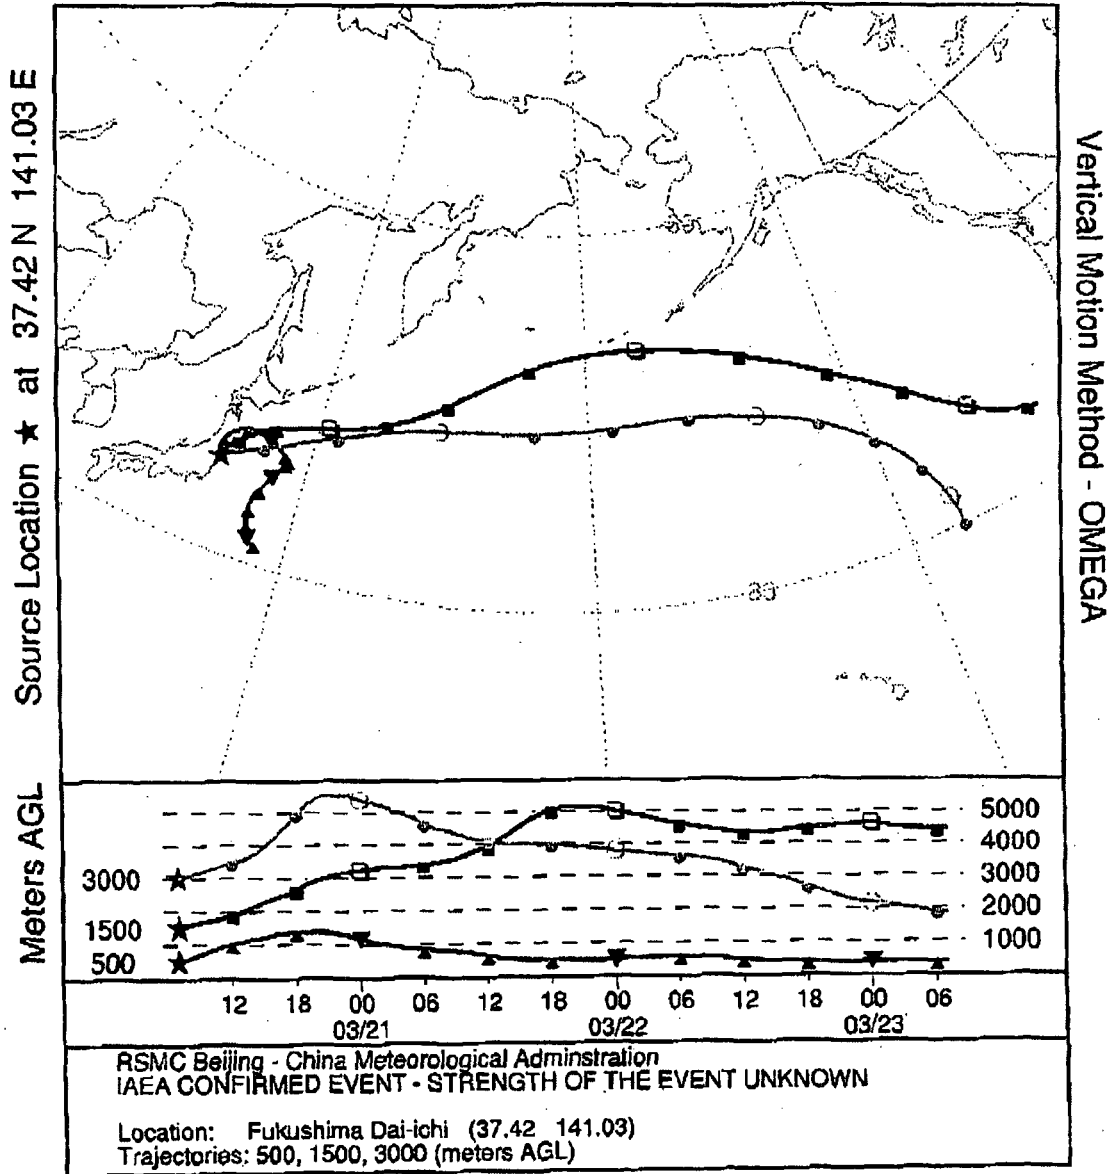 Source Location ★ at 37.42 N 141.03 E
Vertical Motion Method - OMEGA
Meters AGL
5000
4000
3000
3000
2000
1500
1000
500
12 18 00 06 12 18 00 06 12 18 00 06
03/21 03/22 03/23
RSMC Beijing - China Meteorological Adminstration
IAEA CONFIRMED EVENT - STRENGTH OF THE EVENT UNKNOWN
Location: Fukushima Dai-ichi (37.42 141.03)
Trajectories: 500, 1500, 3000 (meters AGL)